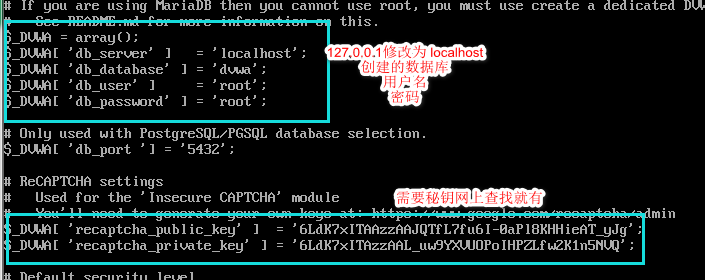 # If you are using MariaDB then you cannot use root, you must use create a dedicated DVWA
# See README.md for more information on this.
$_DVWA = array();
$_DVWA[ 'db_server' ] = 'localhost';
$_DVWA[ 'db_database' ] = 'dvwa';
$_DVWA[ 'db_user' ] = 'root';
$_DVWA[ 'db_password' ] = 'root';
127,0.0.1修改为 localhost
创建的数据库
用户名
密码
# Only used with PostgreSQL/PGSQL database selection.
$_DVWA[ 'db_port '] = '5432';
# ReCAPTCHA settings
# Used for the 'Insecure CAPTCHA' module
需要秘钥网上查找就有
# You'll need to generate your own keys at: https://www.google.com/recaptcha/admin
$_DVWA[ 'recaptcha_public_key' ] = '6LdK7xITAAzzAAJQTfL7fu6I-0aPl8KHHieAT_yJg';
$_DVWA[ 'recaptcha_private_key' ] = '6LdK7xITAzzAAL_uw9YXVUOPoIHPZLfw2K1n5NVQ';
# Default security level